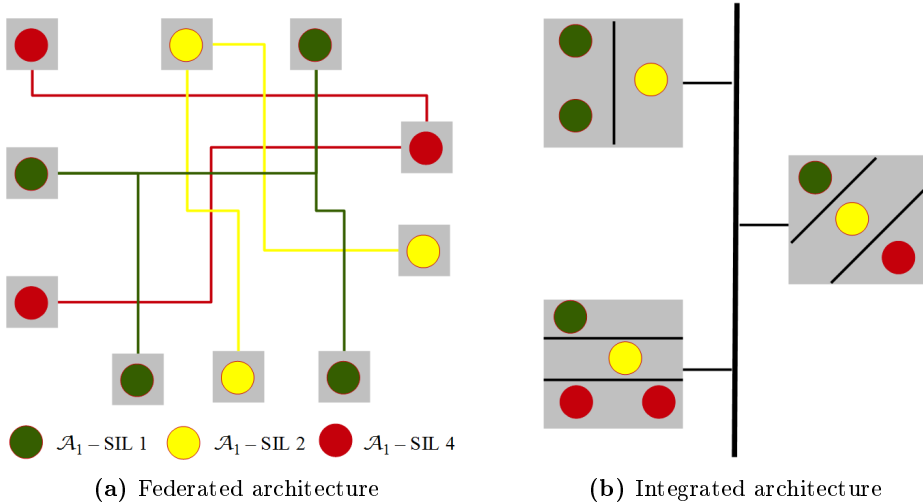 𝒜₁ – SIL 1 𝒜₁ – SIL 2 𝒜₁ – SIL 4
(a) Federated architecture
(b) Integrated architecture